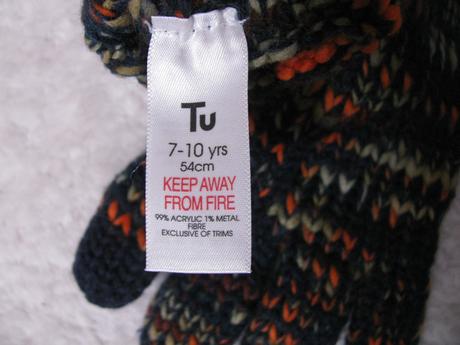 Tu
7-10 yrs
54cm
KEEP AWAY
FROM FIRE
99% ACRYLIC 1% METAL
FIBRE
EXCLUSIVE OF TRIMS